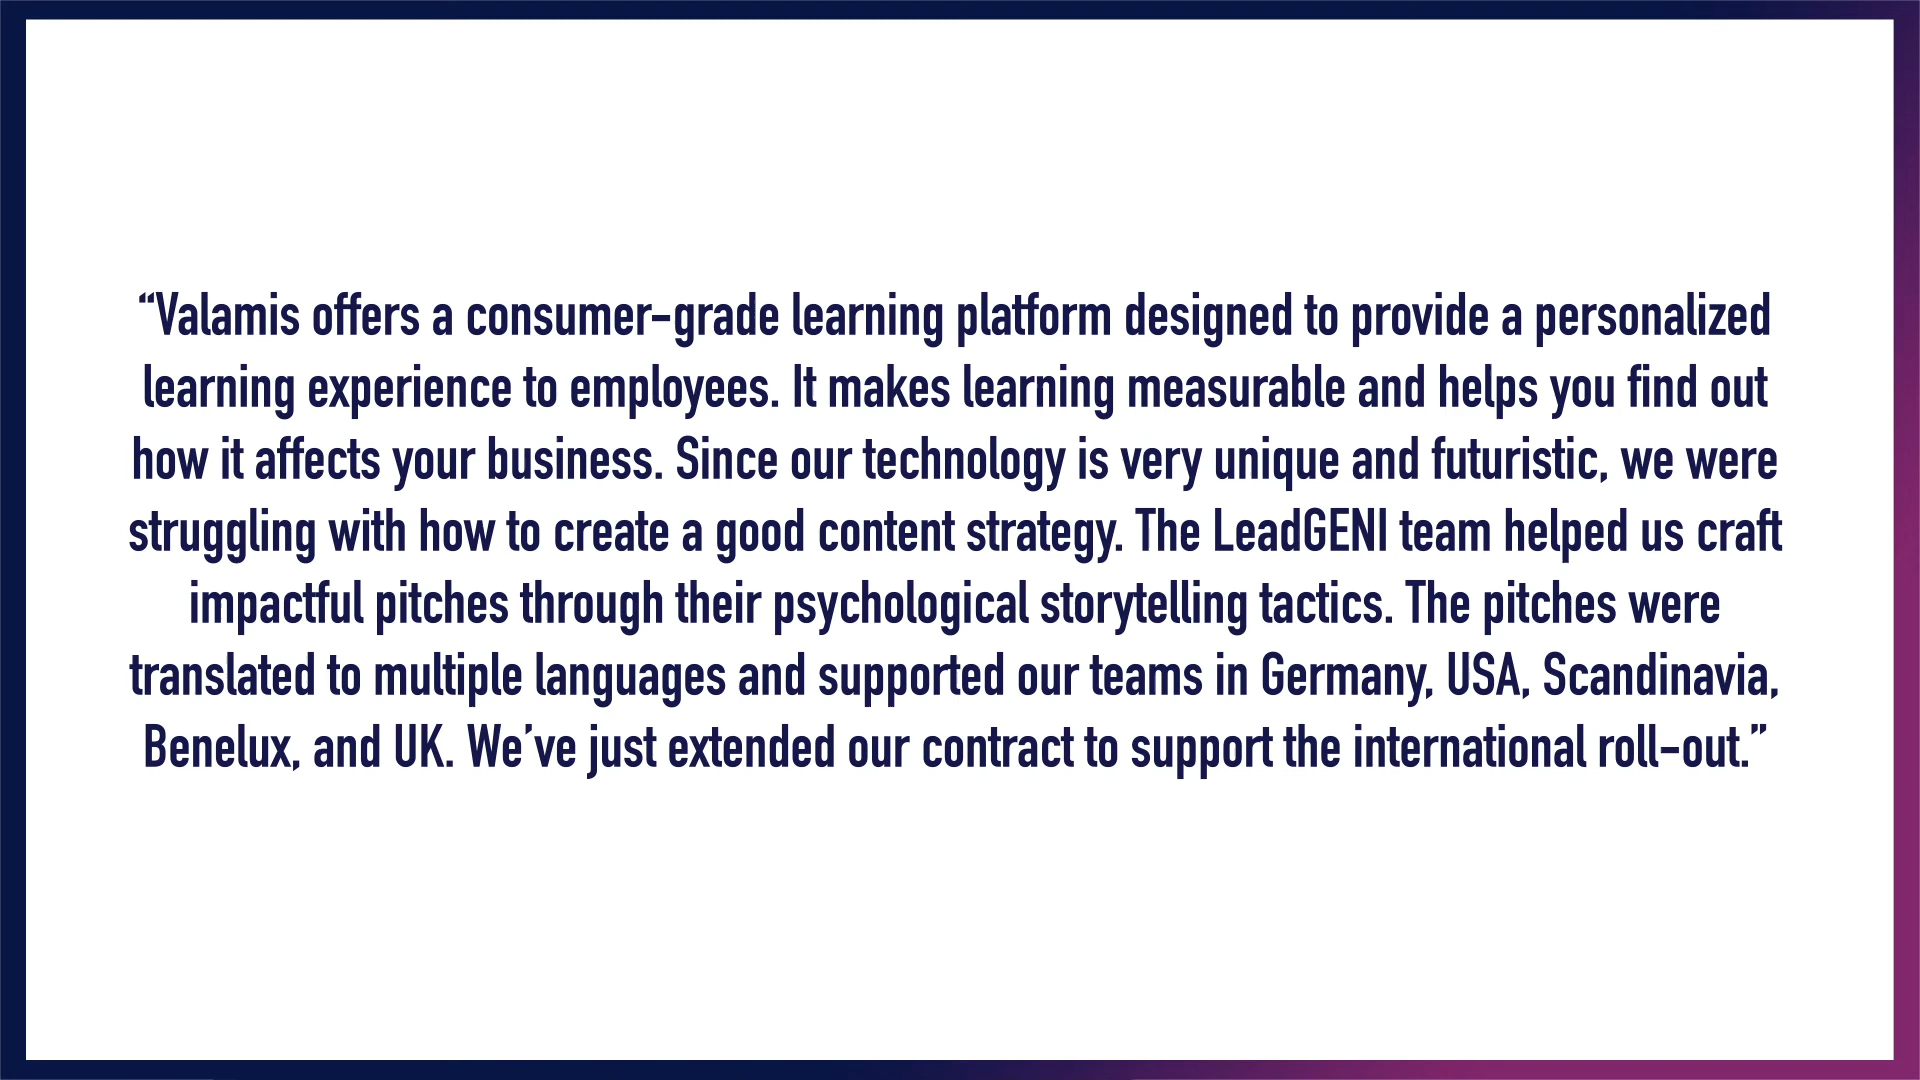 “Valamis offers a consumer-grade learning platform designed to provide a personalized
learning experience to employees. It makes learning measurable and helps you find out
how it affects your business. Since our technology is very unique and futuristic, we were
struggling with how to create a good content strategy. The LeadGENI team helped us craft
impactful pitches through their psychological storytelling tactics. The pitches were
translated to multiple languages and supported our teams in Germany, USA, Scandinavia,
Benelux, and UK. We’ve just extended our contract to support the international roll-out.”